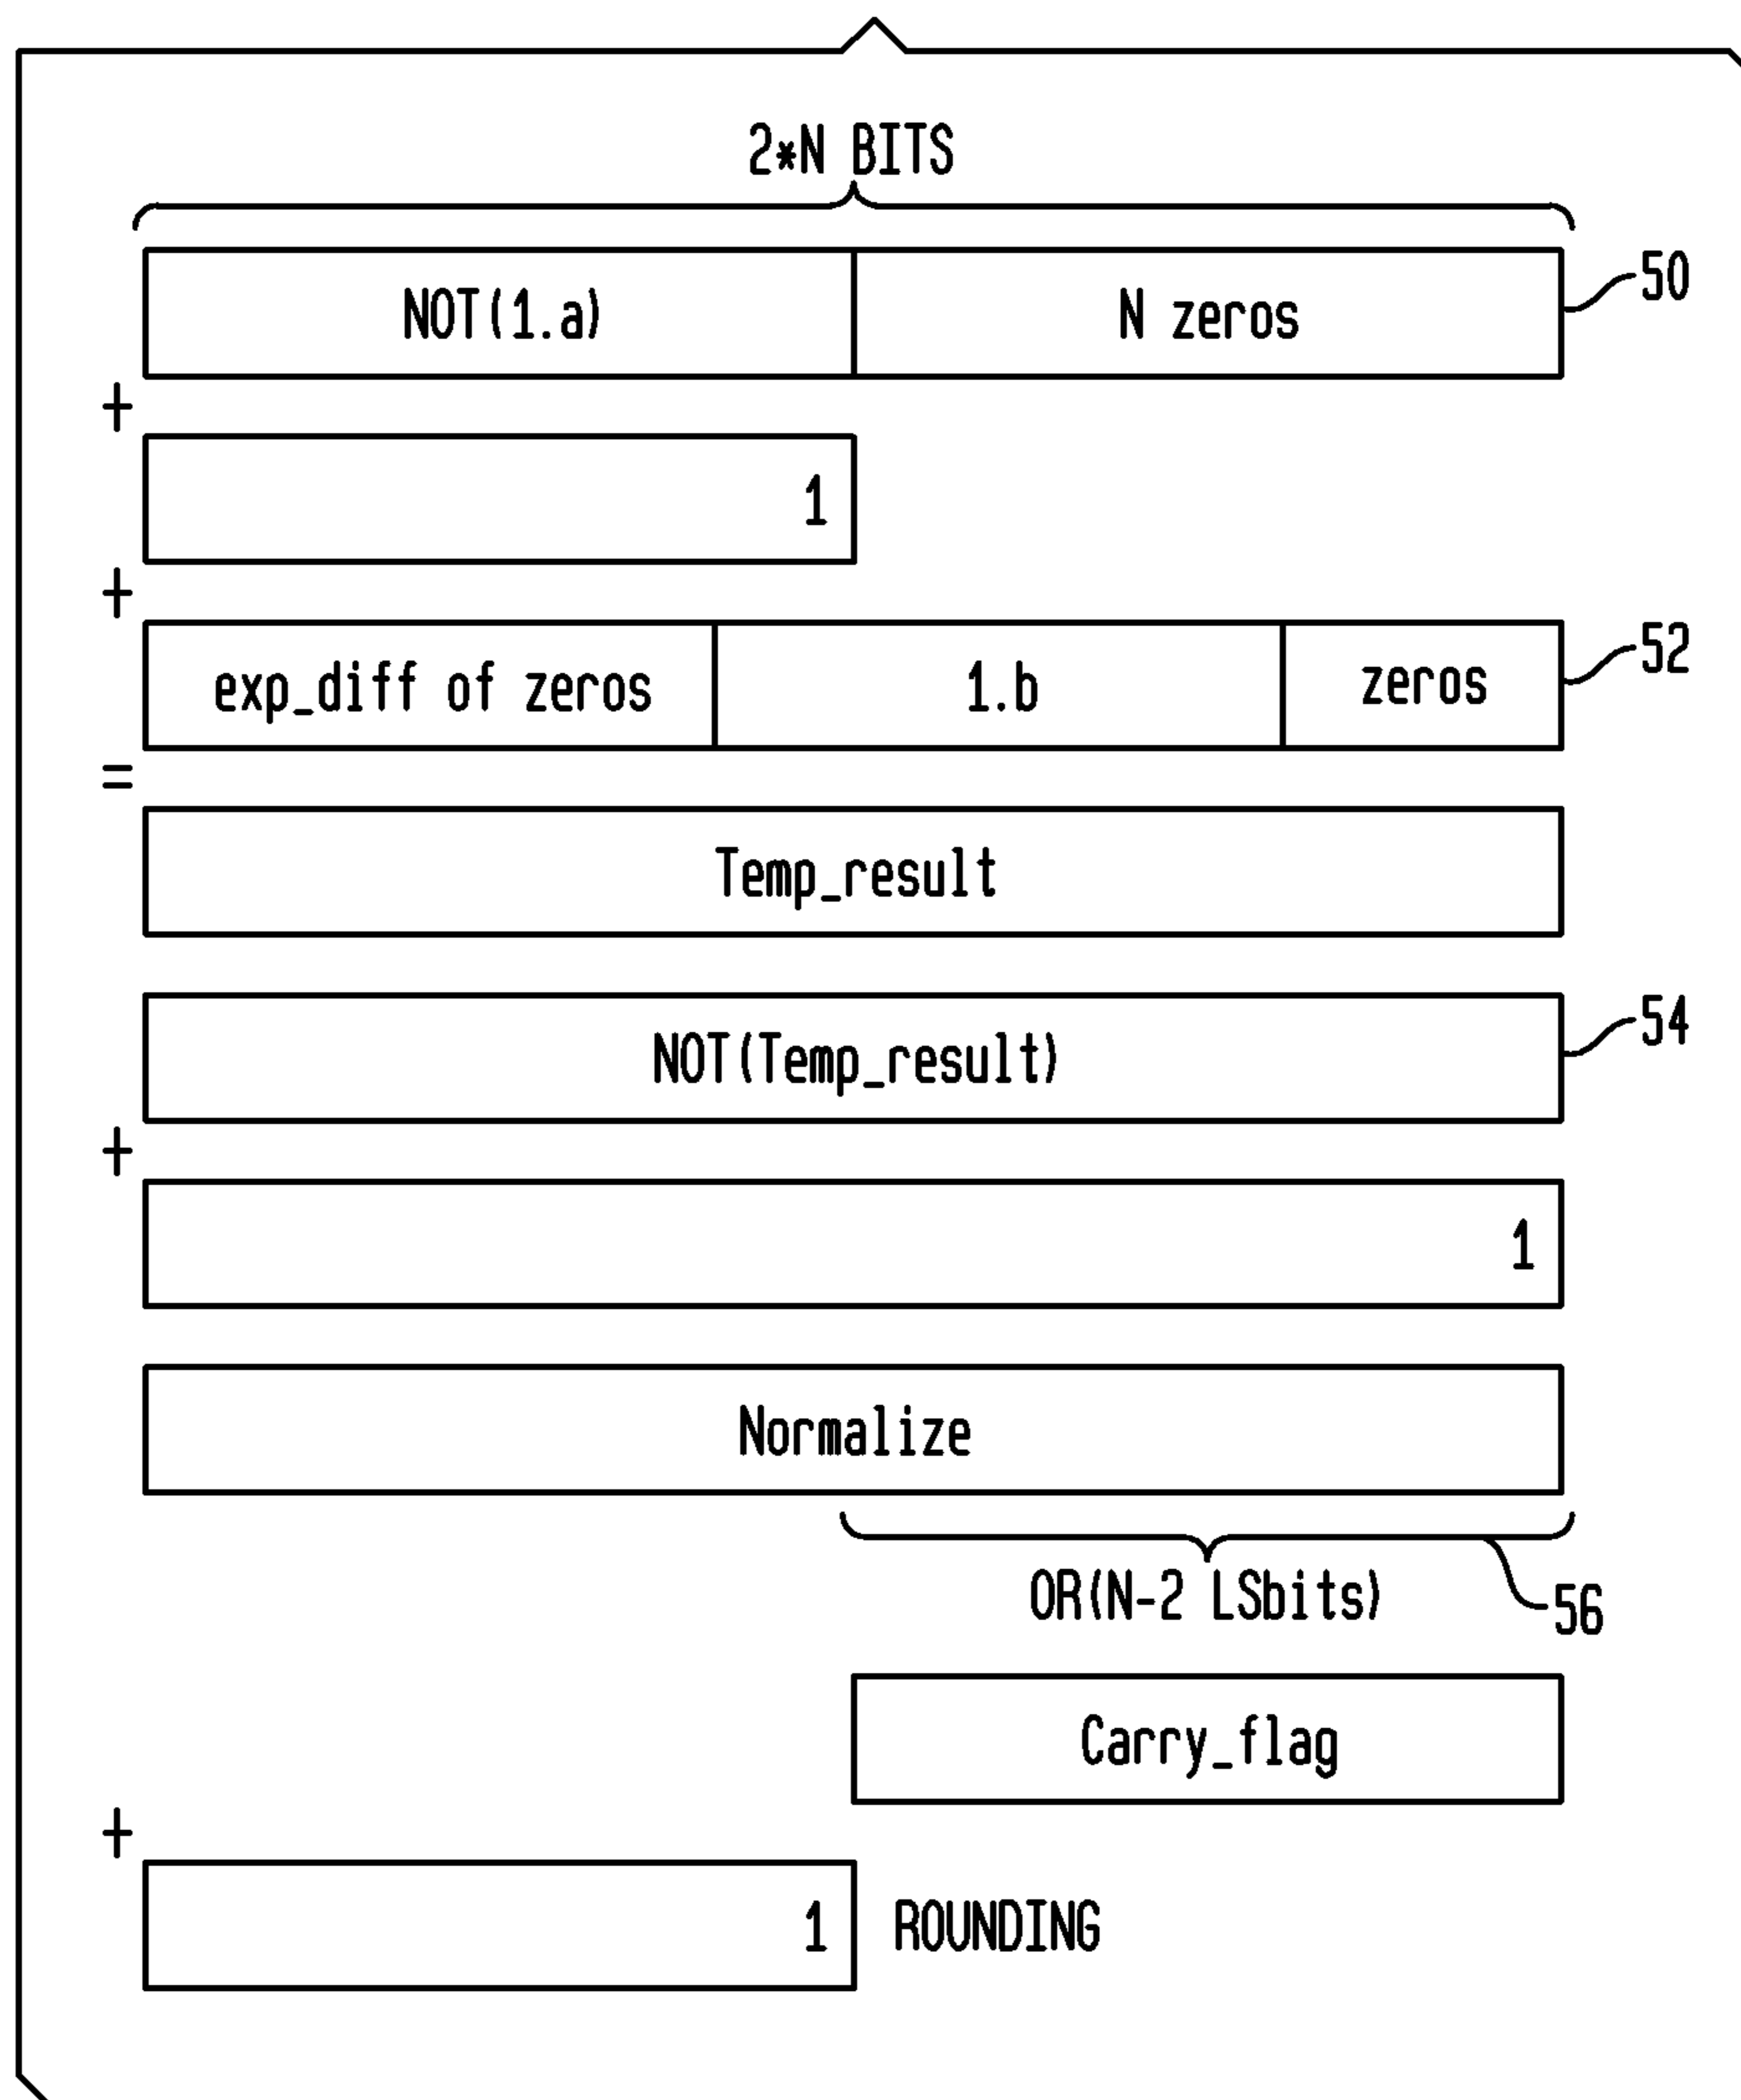 2*N BITS
NOT(1.a) N zeros 50
+
1
+
exp_diff of zeros 1.b zeros 52
=
Temp_result
NOT(Temp_result) 54
+
1
Normalize
OR(N-2 LSbits) 56
Carry_flag
+
1 ROUNDING